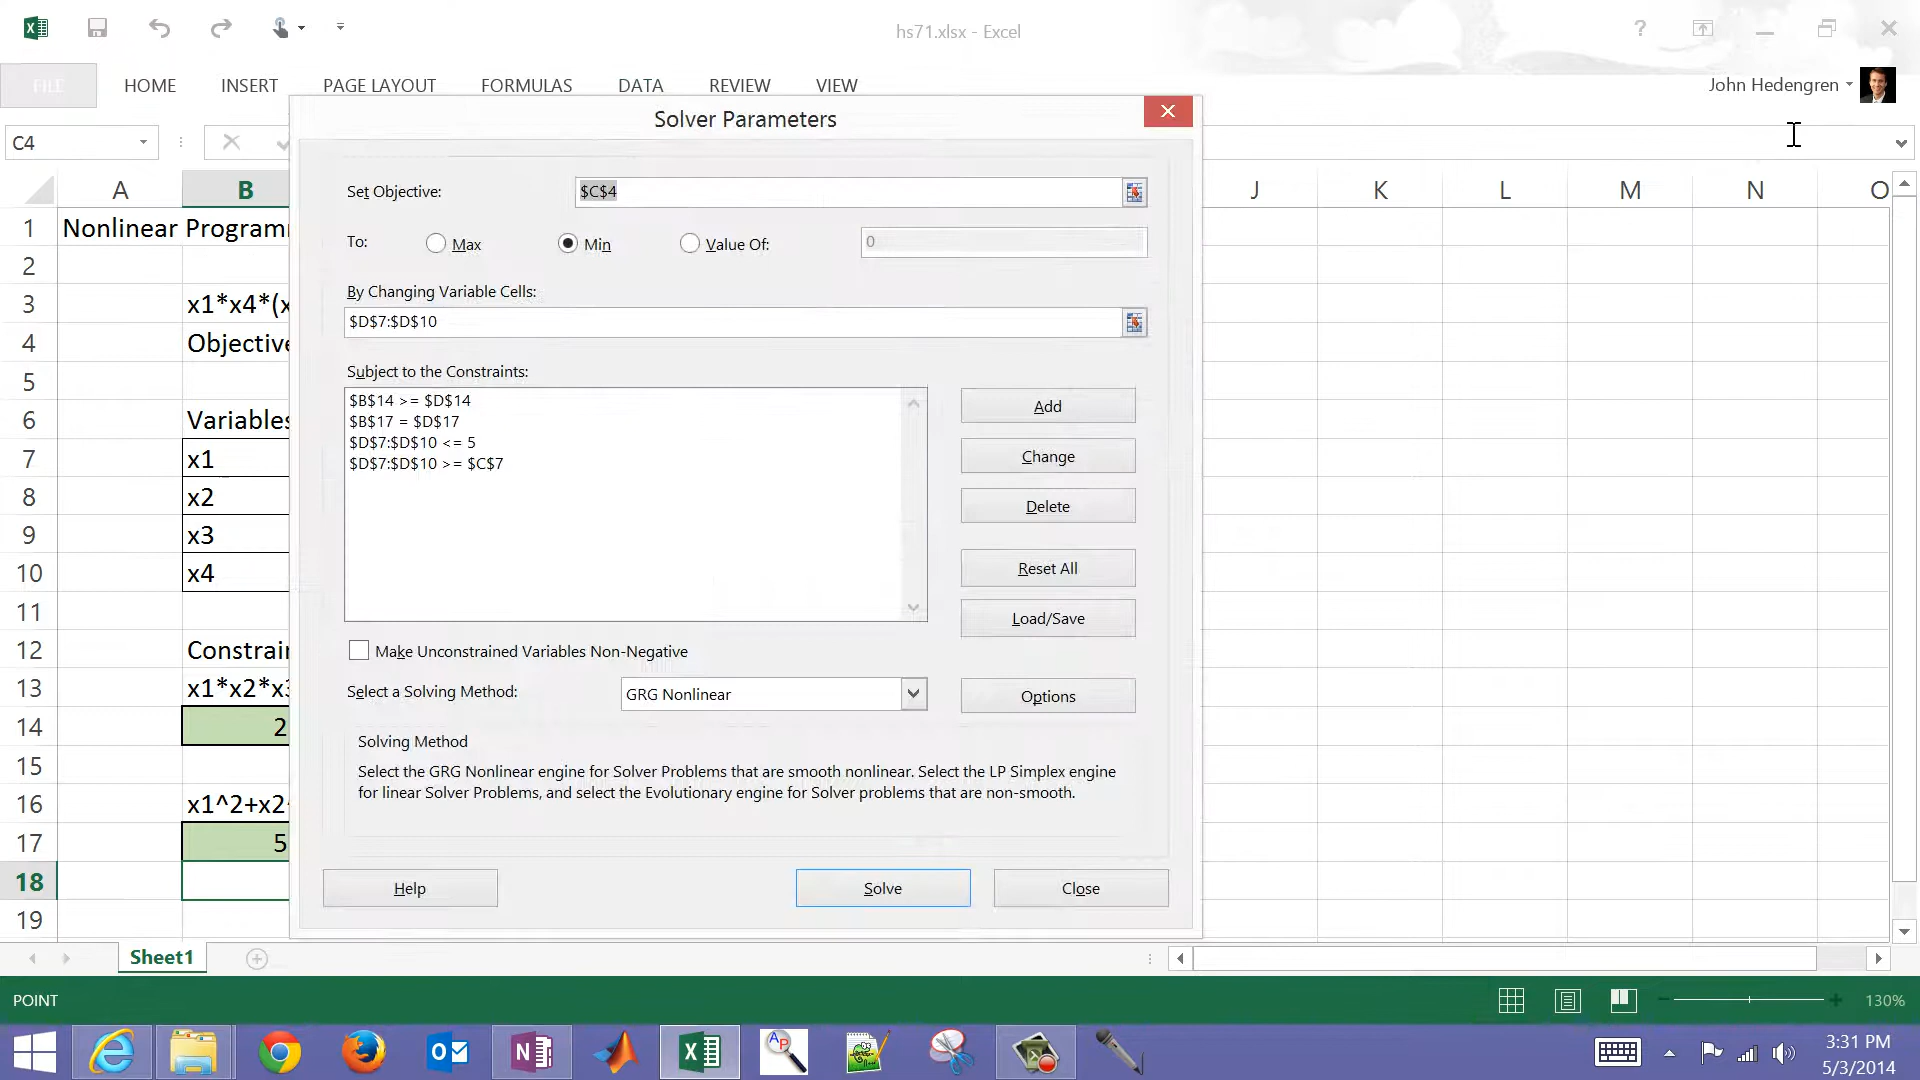 hs71.xlsx - Excel
?
FILE HOME INSERT PAGE LAYOUT FORMULAS DATA REVIEW VIEW
John Hedengren
C4
Solver Parameters
Set Objective: $C$4
To: Max Min Value Of: 0
By Changing Variable Cells:
$D$7:$D$10
Subject to the Constraints:
$B$14 >= $D$14
$B$17 = $D$17
$D$7:$D$10 <= 5
$D$7:$D$10 >= $C$7
Add
Change
Delete
Reset All
Load/Save
Make Unconstrained Variables Non-Negative
Select a Solving Method: GRG Nonlinear Options
Solving Method
Select the GRG Nonlinear engine for Solver Problems that are smooth nonlinear. Select the LP Simplex engine
for linear Solver Problems, and select the Evolutionary engine for Solver problems that are non-smooth.
Help Solve Close
A B J K L M N O
1 Nonlinear Program
2
3 x1*x4*(x
4 Objective
5
6 Variables
7 x1
8 x2
9 x3
10 x4
11
12 Constrain
13 x1*x2*x3
14 2
15
16 x1^2+x2^
17 5
18
19
Sheet1
POINT
130%
3:31 PM
5/3/2014